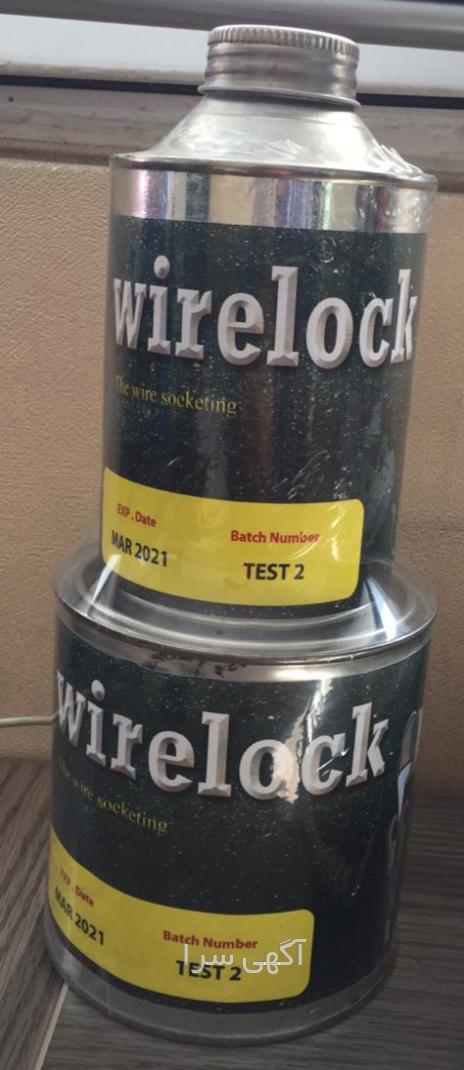 wirelock
The wire socketing
EXP. Date
Batch Number
MAR 2021
TEST 2
wirelock
The wire socketing
EXP. Date
Batch Number
MAR 2021
TEST 2
آگهی سرا